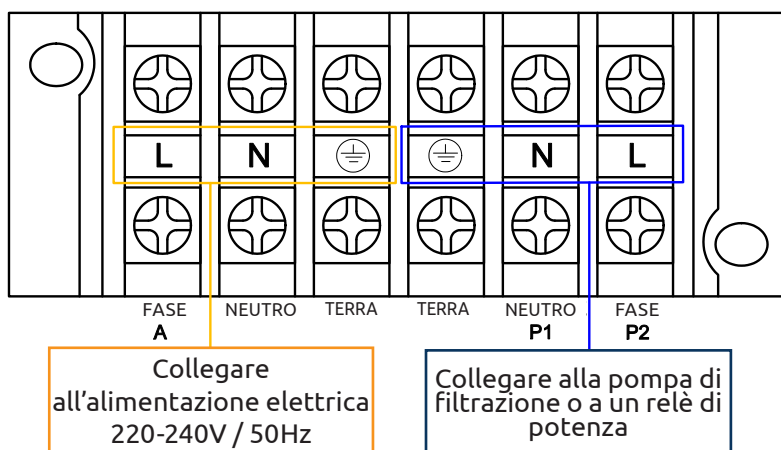 L N N L
FASE NEUTRO TERRA TERRA NEUTRO FASE
A P1 P2
Collegare
all'alimentazione elettrica
220-240V / 50Hz
Collegare alla pompa di
filtrazione o a un relè di
potenza